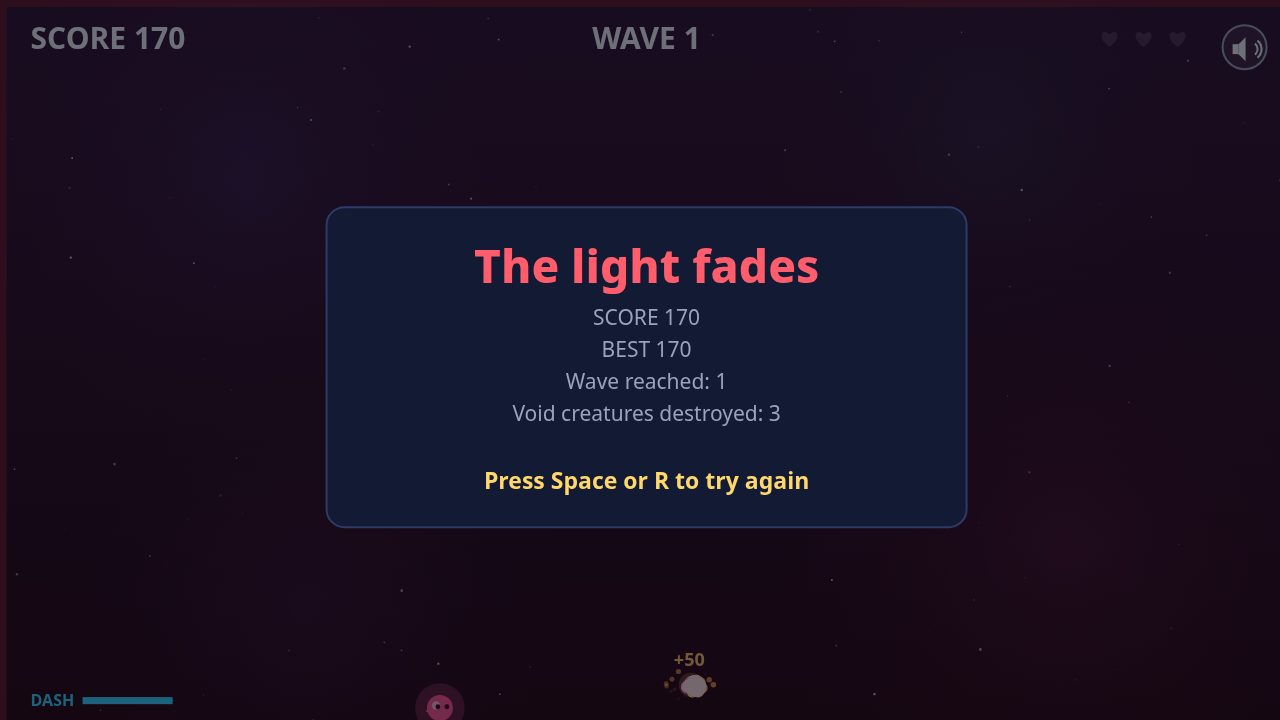 SCORE 170
WAVE 1
The light fades
SCORE 170
BEST 170
Wave reached: 1
Void creatures destroyed: 3
Press Space or R to try again
+50
DASH